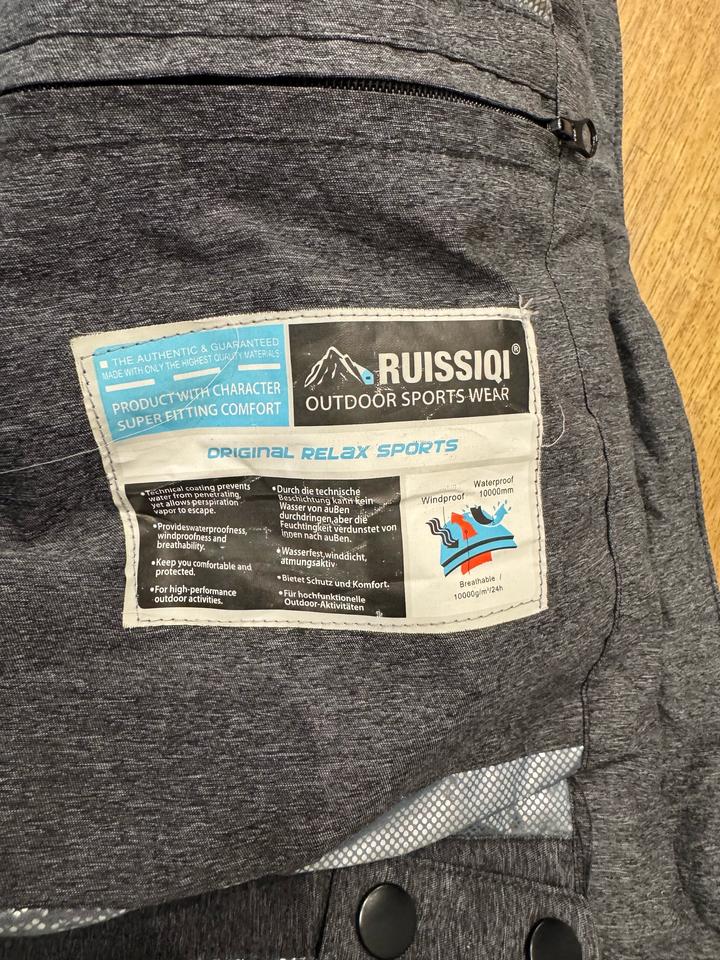 THE AUTHENTIC & GUARANTEED
MADE WITH ONLY THE HIGHEST QUALITY MATERIALS
PRODUCT WITH CHARACTER
SUPER FITTING COMFORT
RUISSIQI®
OUTDOOR SPORTS WEAR
ORIGINAL RELAX SPORTS
•Technical coating prevents
water from penetrating,
yet allows perspiration
vapor to escape.
•Provideswaterproofness,
windproofness and
breathability.
•Keep you comfortable and
protected.
•For high-performance
outdoor activities.
•Durch die technische
Beschichtung kann kein
Wasser von außen
durchdringen,aber die
Feuchtingkeit verdunstet von
innen nach außen.
•Wasserfest,winddicht,
atmungsaktiv
•Bietet Schutz und Komfort.
•Für hochfunktionelle
Outdoor-Aktivitäten
Windproof
Waterproof
10000mm
Breathable /
10000g/m²/24h